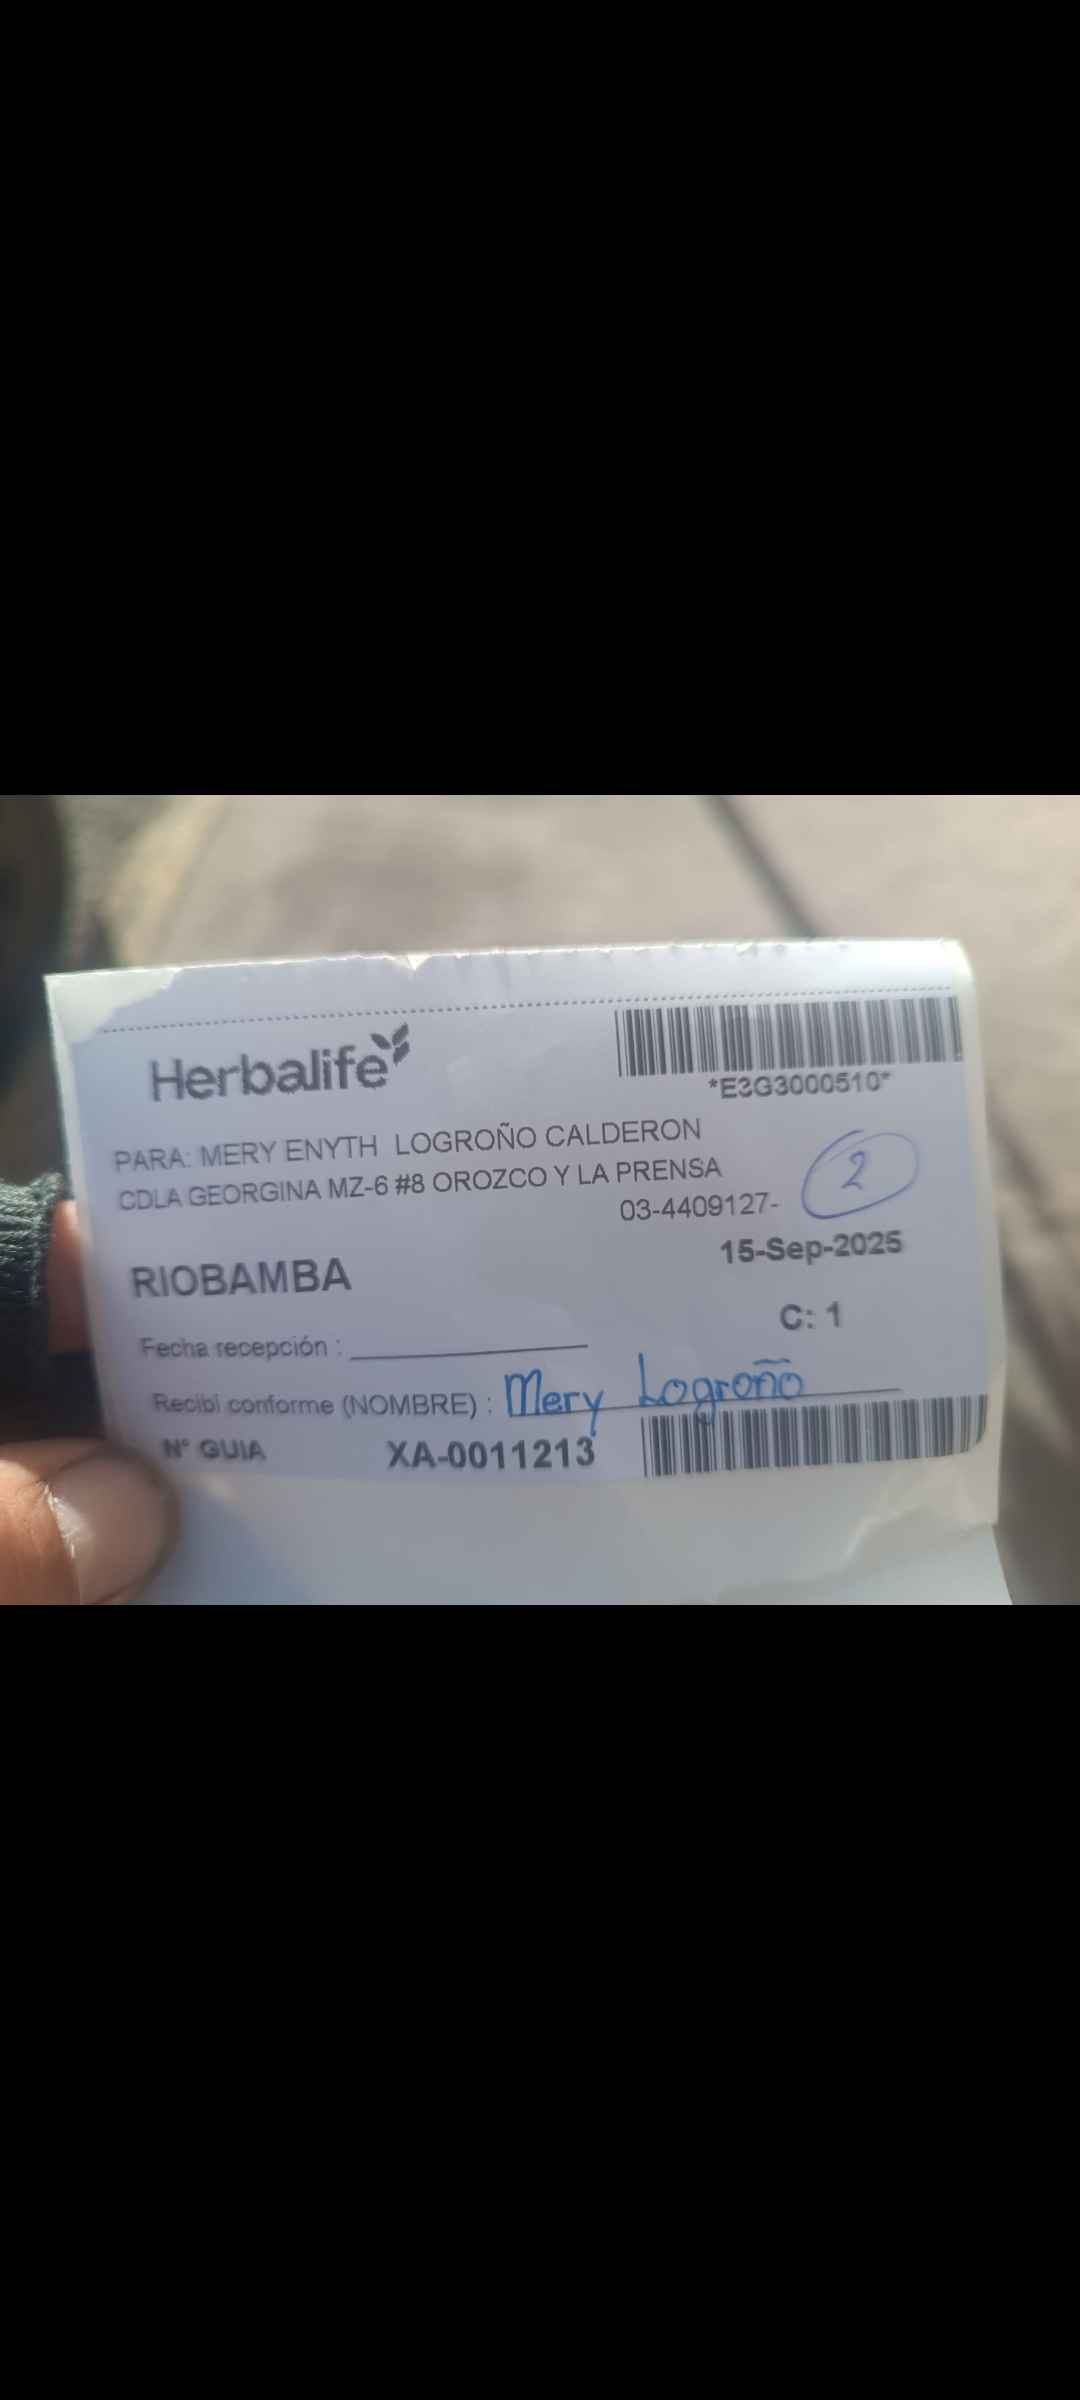 Herbalife
*E3G3000510*
PARA: MERY ENYTH LOGROÑO CALDERON
CDLA GEORGINA MZ-6 #8 OROZCO Y LA PRENSA
03-4409127-
2
15-Sep-2025
RIOBAMBA
C: 1
Fecha recepción :
Recibi conforme (NOMBRE) : Mery Logroño
N° GUIA XA-0011213